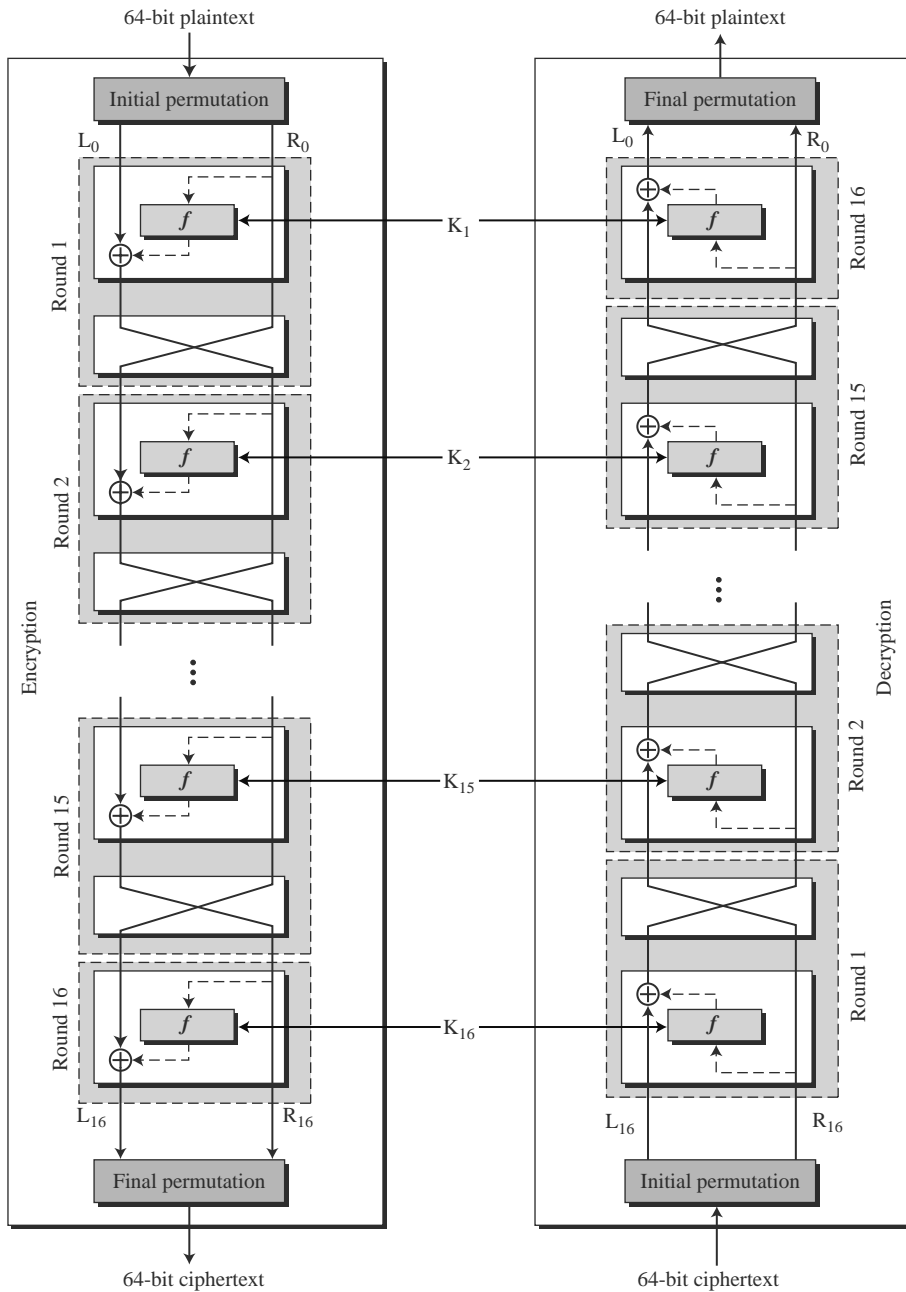 64-bit plaintext
Initial permutation
L0
R0
Round 1
f
Round 2
f
Encryption
Round 15
f
Round 16
f
L16
R16
Final permutation
64-bit ciphertext
K1
K2
K15
K16
64-bit plaintext
Final permutation
L0
R0
f
Round 16
Round 15
f
Decryption
f
Round 2
f
Round 1
L16
R16
Initial permutation
64-bit ciphertext